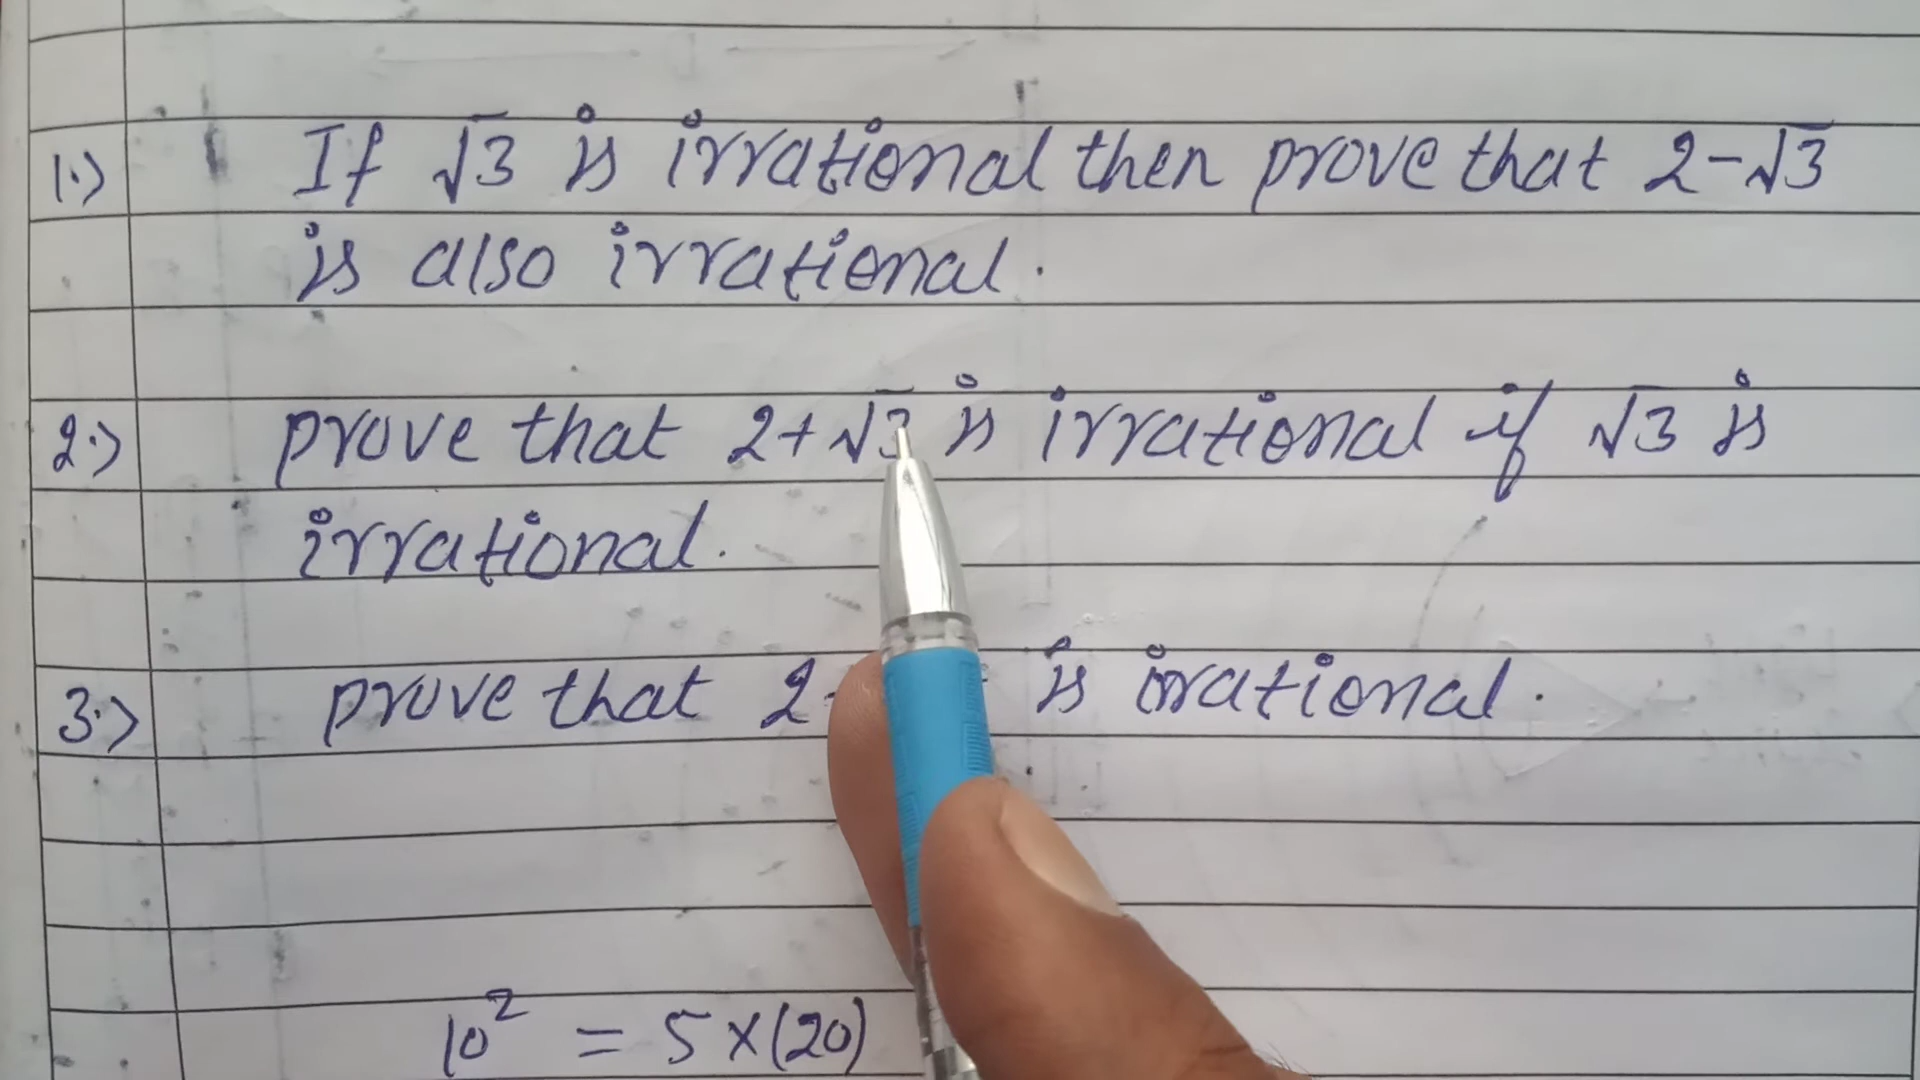 1.) If √3 is irrational then prove that 2-√3
is also irrational.
2.) prove that 2+√3 is irrational if √3 is
irrational.
3.) prove that 2- is irrational.
10² = 5×(20)